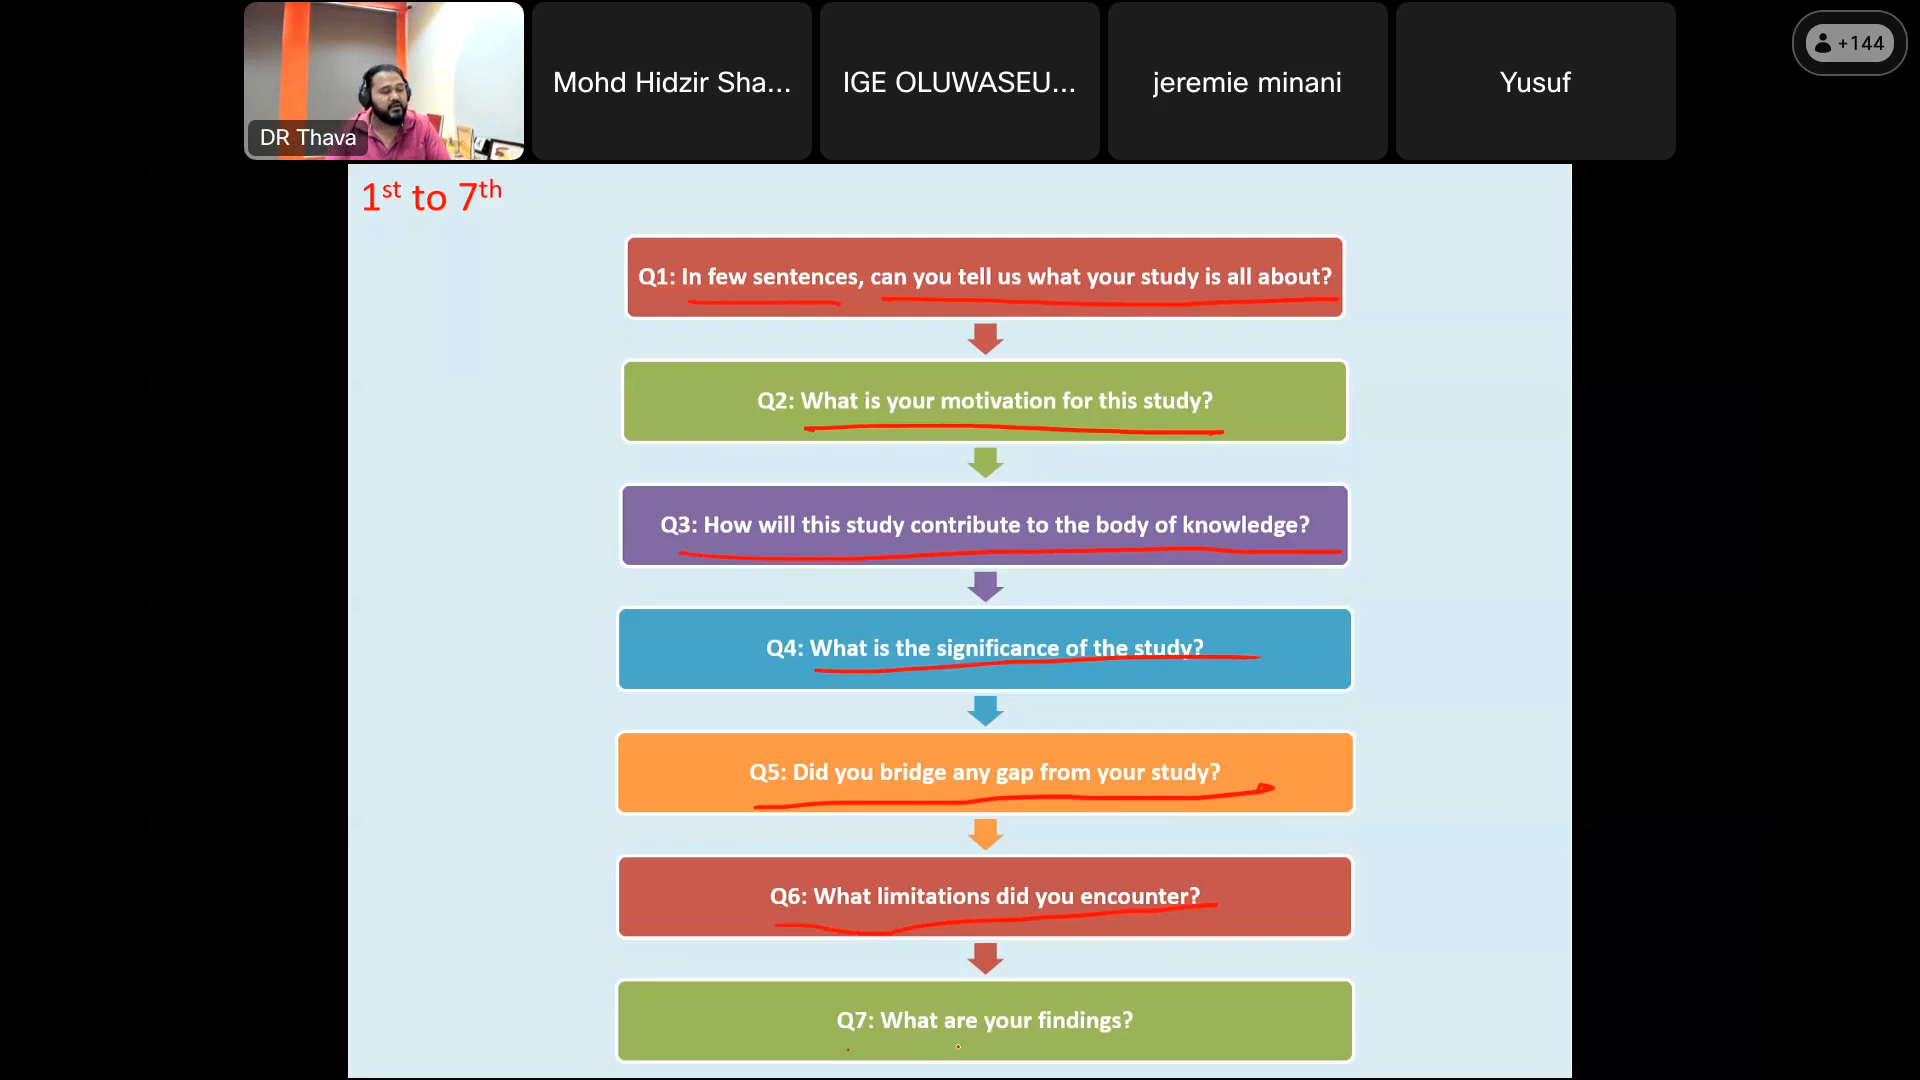 DR Thava
Mohd Hidzir Sha...
IGE OLUWASEU...
jeremie minani
Yusuf
+144
1st to 7th
Q1: In few sentences, can you tell us what your study is all about?
Q2: What is your motivation for this study?
Q3: How will this study contribute to the body of knowledge?
Q4: What is the significance of the study?
Q5: Did you bridge any gap from your study?
Q6: What limitations did you encounter?
Q7: What are your findings?